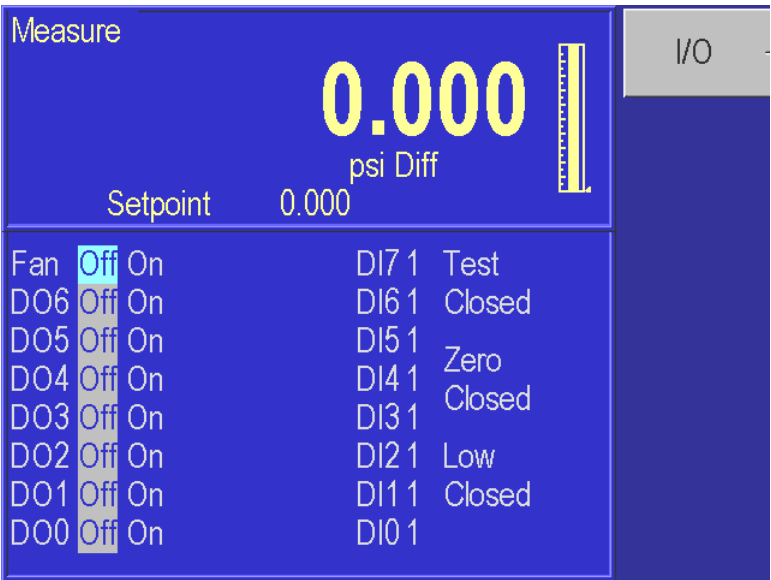 Measure
0.000
psi Diff
Setpoint 0.000
I/O
Fan Off On DI7 1 Test
DO6 Off On DI6 1 Closed
DO5 Off On DI5 1
Zero
DO4 Off On DI4 1
Closed
DO3 Off On DI3 1
DO2 Off On DI2 1 Low
DO1 Off On DI1 1 Closed
DO0 Off On DI0 1